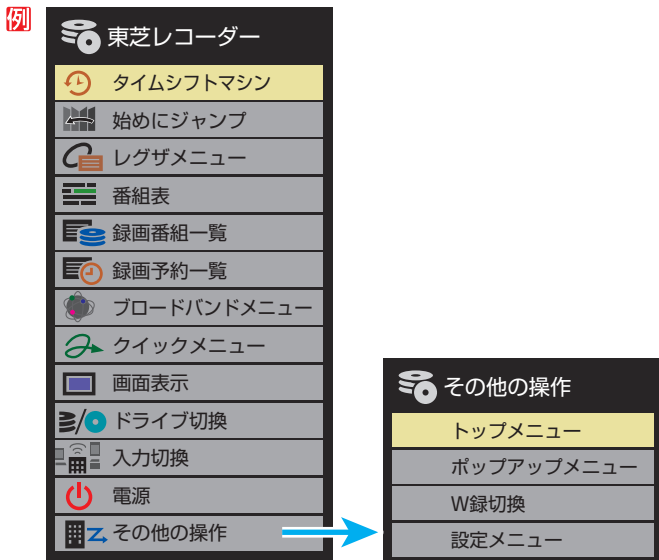 例
東芝レコーダー
タイムシフトマシン
始めにジャンプ
レグザメニュー
番組表
録画番組一覧
録画予約一覧
ブロードバンドメニュー
クイックメニュー
画面表示
ドライブ切換
入力切換
電源
その他の操作
その他の操作
トップメニュー
ポップアップメニュー
W録切換
設定メニュー